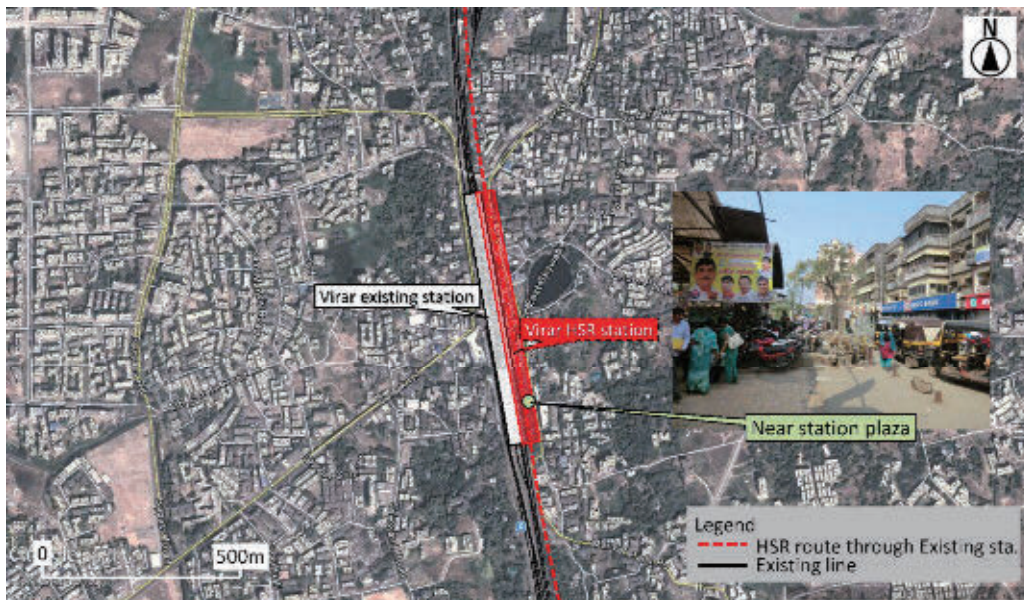 N
Virar existing station
Virar HSR station
Near station plaza
Legend
HSR route through Existing sta.
Existing line
0
500m